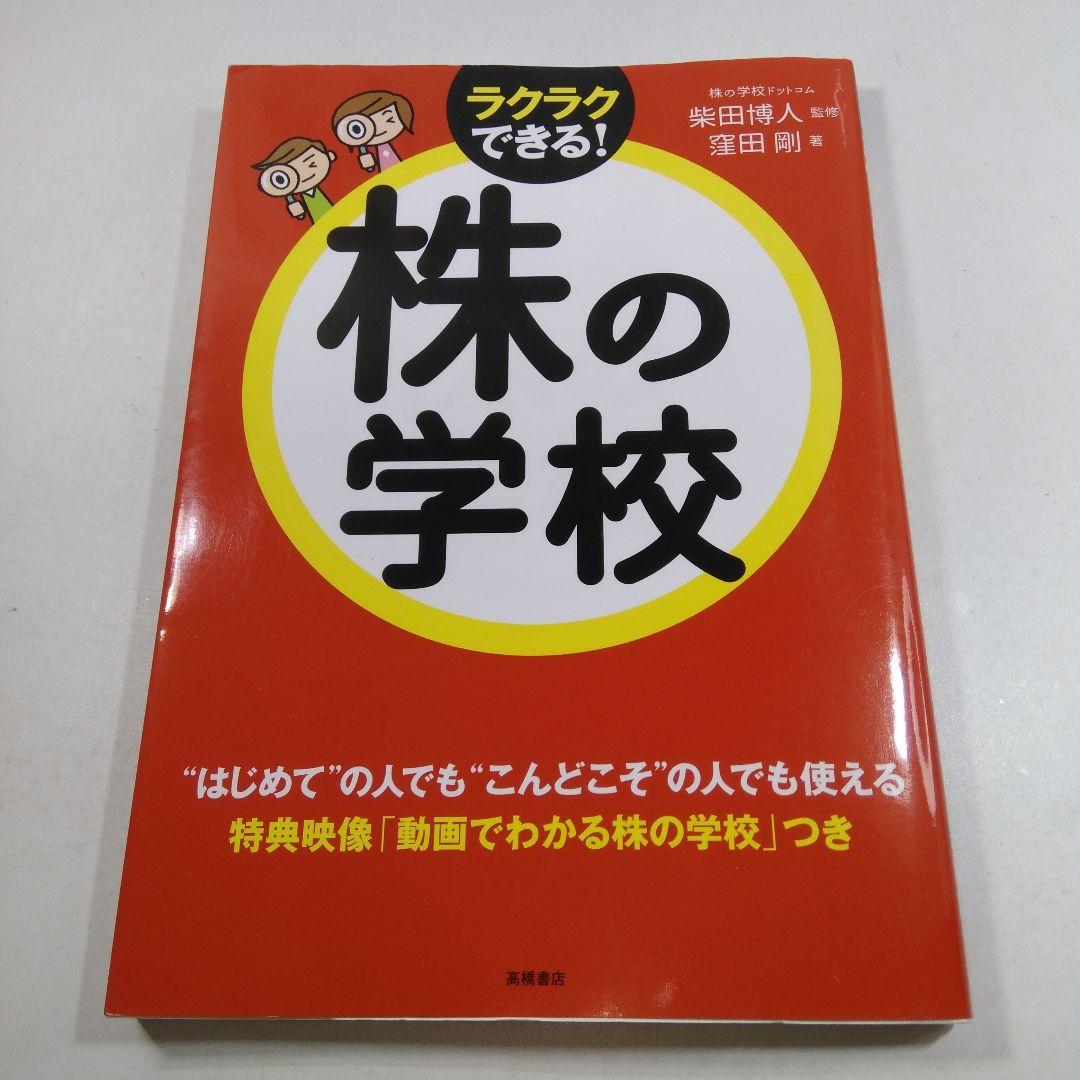 ラクラク
できる!
株の学校ドットコム
柴田博人 監修
窪田 剛 著
株の
学校
“はじめて”の人でも“こんどこそ”の人でも使える
特典映像「動画でわかる株の学校」つき
高橋書店